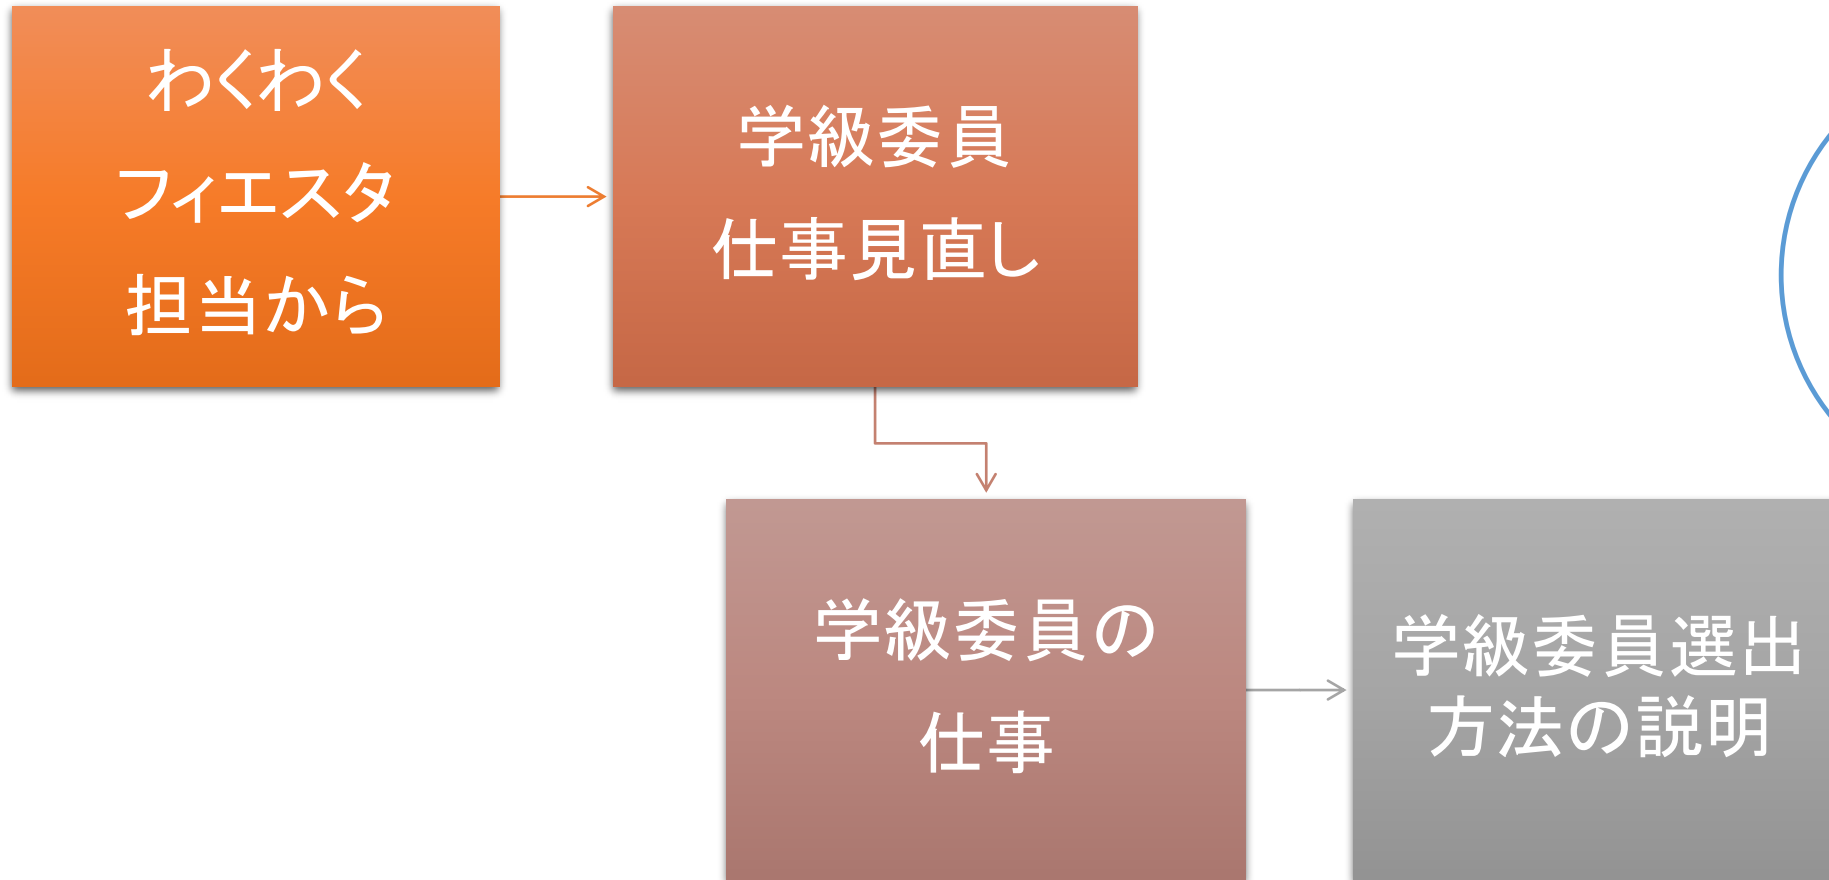 わくわく
フィエスタ
担当から
学級委員
仕事見直し
学級委員の
仕事
学級委員選出
方法の説明